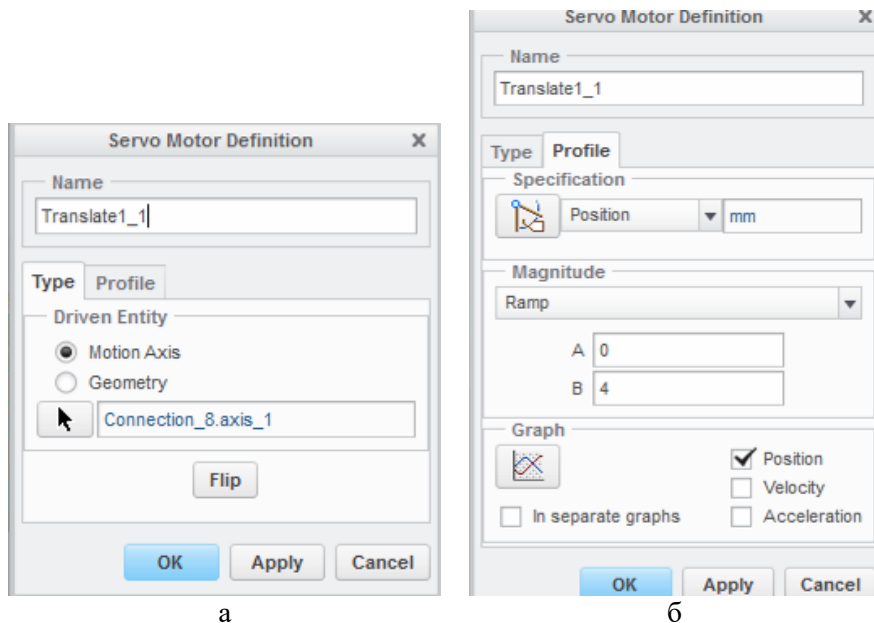 Servo Motor Definition X
Name
Translate1_1
Type Profile
Driven Entity
Motion Axis
Geometry
Connection_8.axis_1
Flip
OK Apply Cancel
а
Servo Motor Definition X
Name
Translate1_1
Type Profile
Specification
Position mm
Magnitude
Ramp
A 0
B 4
Graph
Position
Velocity
In separate graphs Acceleration
OK Apply Cancel
б